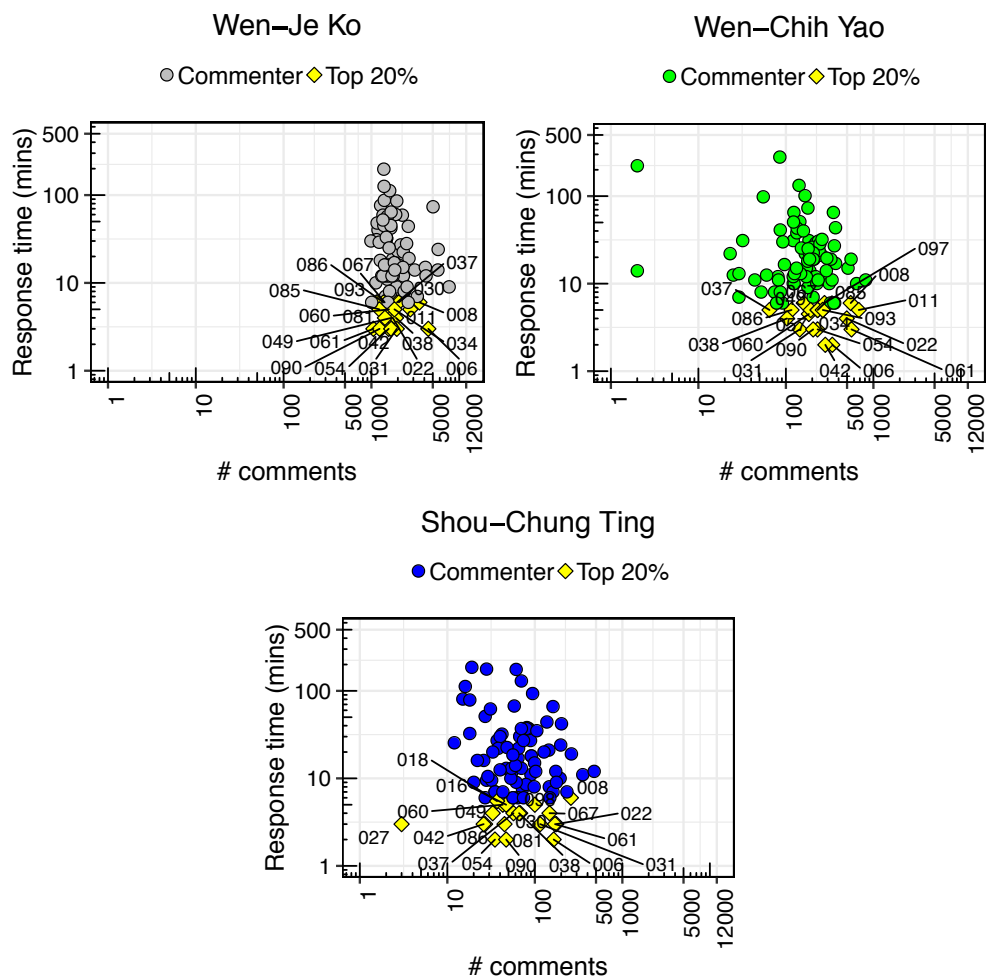 Wen−Je Ko
Commenter Top 20%
Response time (mins)
500
100
10
1
086 067 037
093 030
085
060 008
081 011
049 061 042 038 034
090 054 031 022 006
1 10 100 500 1000 5000 12000
# comments
Wen−Chih Yao
Commenter Top 20%
Response time (mins)
500
100
10
1
097
037 008
085 011
086 093
038 060 034 022
090 054
031 042 006 061
1 10 100 500 1000 5000 12000
# comments
Shou−Chung Ting
Commenter Top 20%
Response time (mins)
500
100
10
1
018
016 008
060 049 067 022
027 042 086 030 061
081
037 054 090 038 006 031
1 10 100 500 1000 5000 12000
# comments